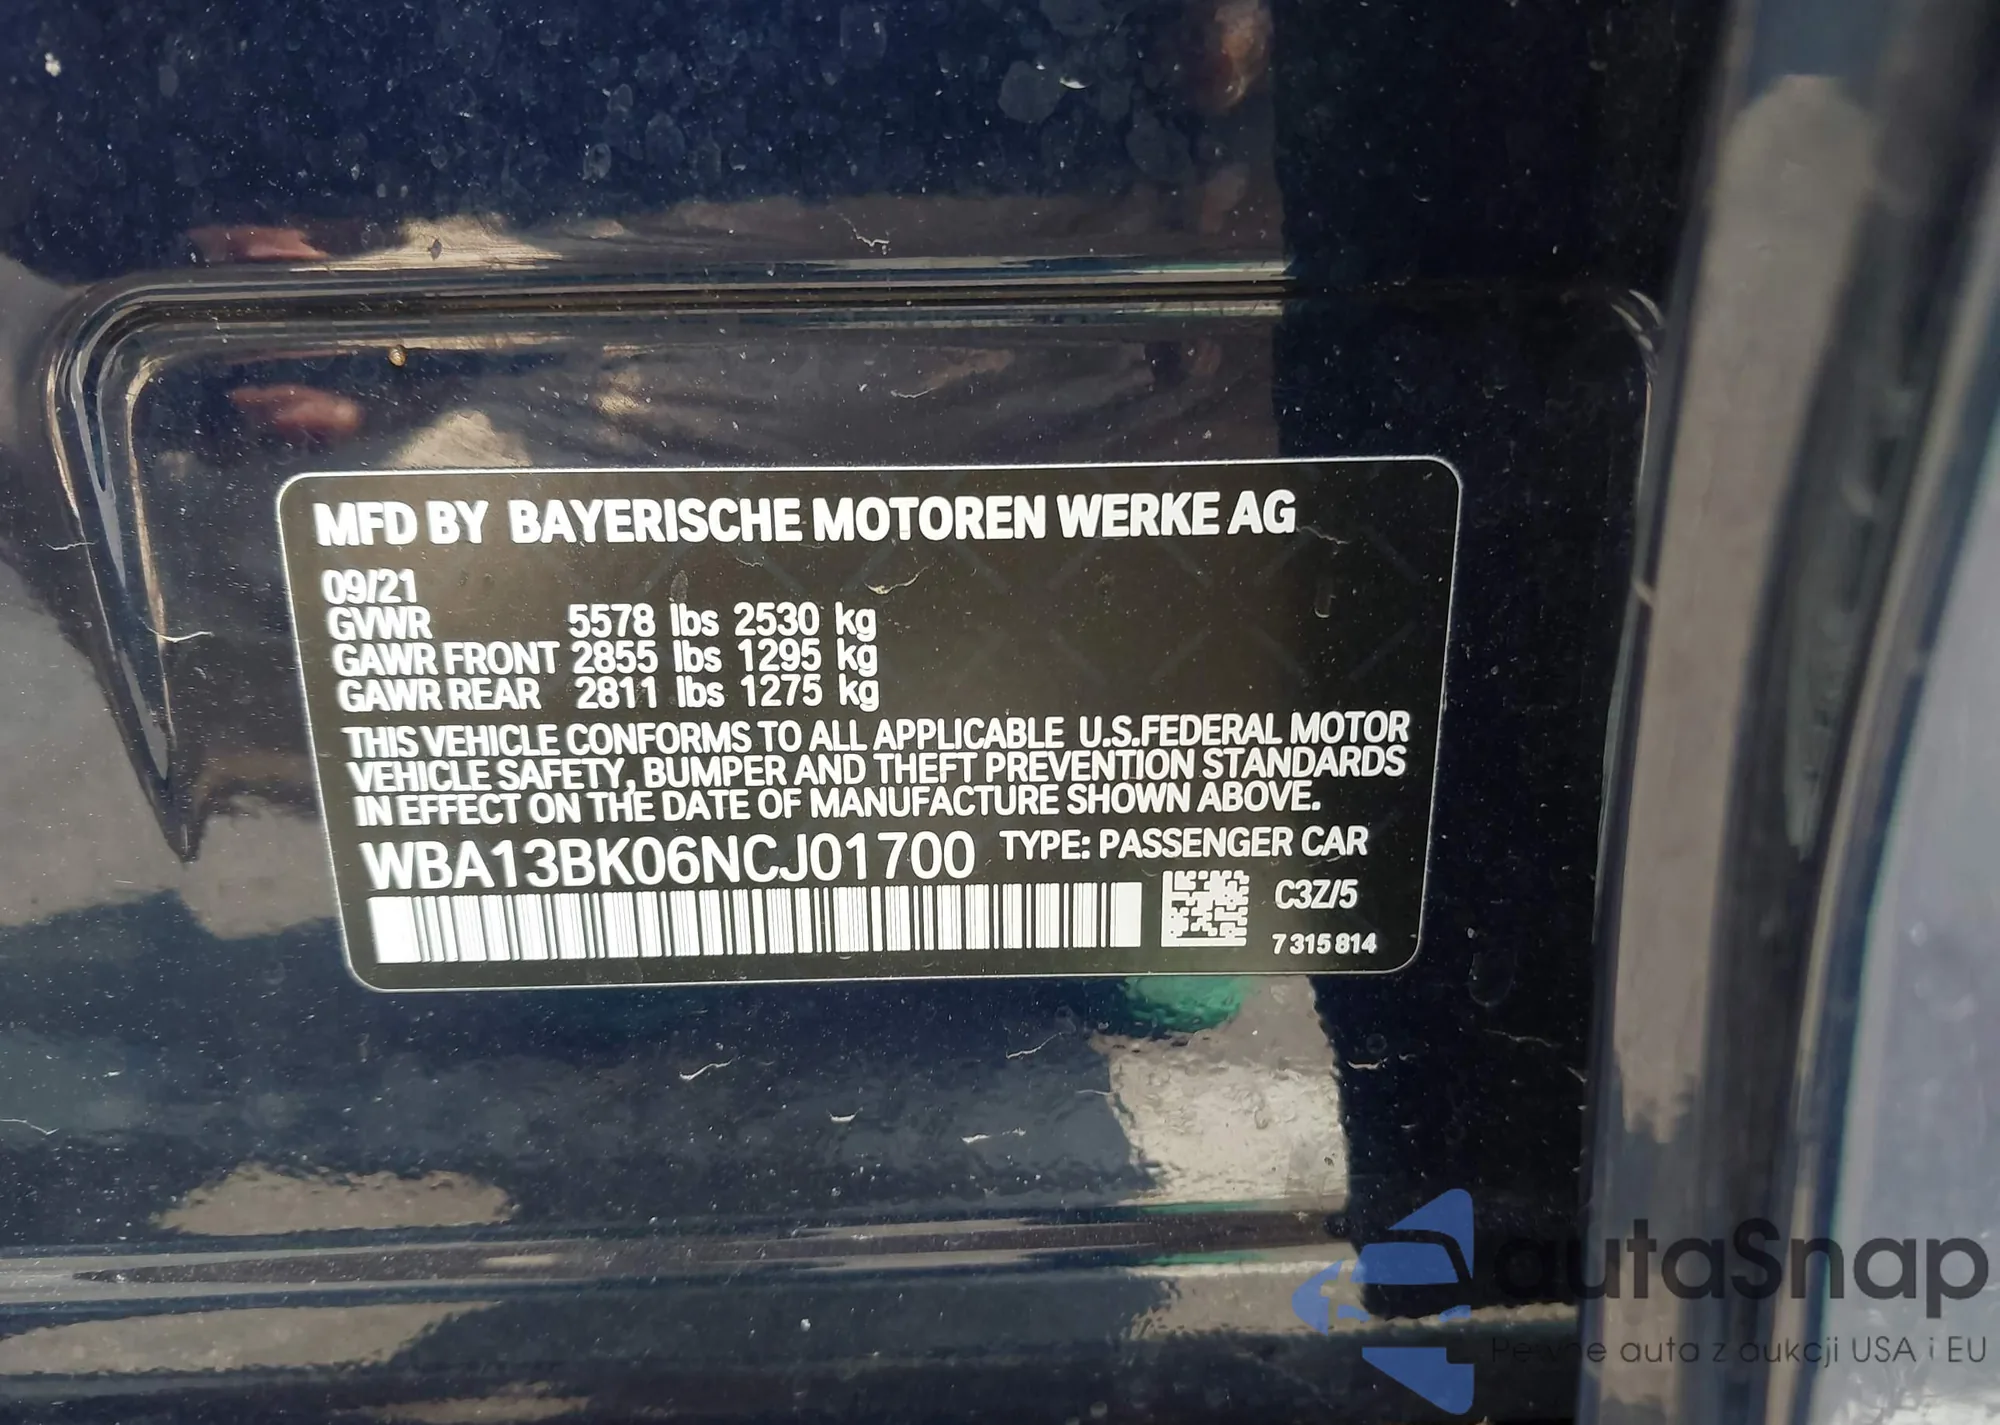 MFD BY BAYERISCHE MOTOREN WERKE AG
09/21
GVWR 5578 lbs 2530 kg
GAWR FRONT 2855 lbs 1295 kg
GAWR REAR 2811 lbs 1275 kg
THIS VEHICLE CONFORMS TO ALL APPLICABLE U.S.FEDERAL MOTOR
VEHICLE SAFETY, BUMPER AND THEFT PREVENTION STANDARDS
IN EFFECT ON THE DATE OF MANUFACTURE SHOWN ABOVE.
WBA13BK06NCJ01700 TYPE: PASSENGER CAR
C3Z/5
7 315 814
autaSnap
Pewne auta z aukcji USA i EU